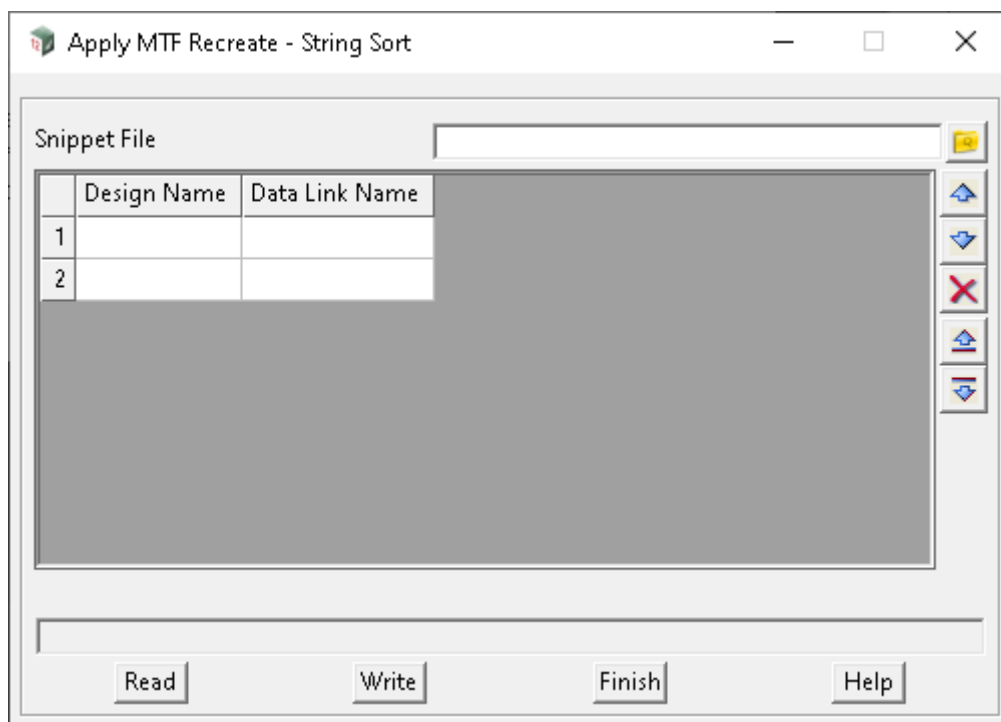 Apply MTF Recreate - String Sort
Snippet File
Design Name Data Link Name
1
2
Read Write Finish Help